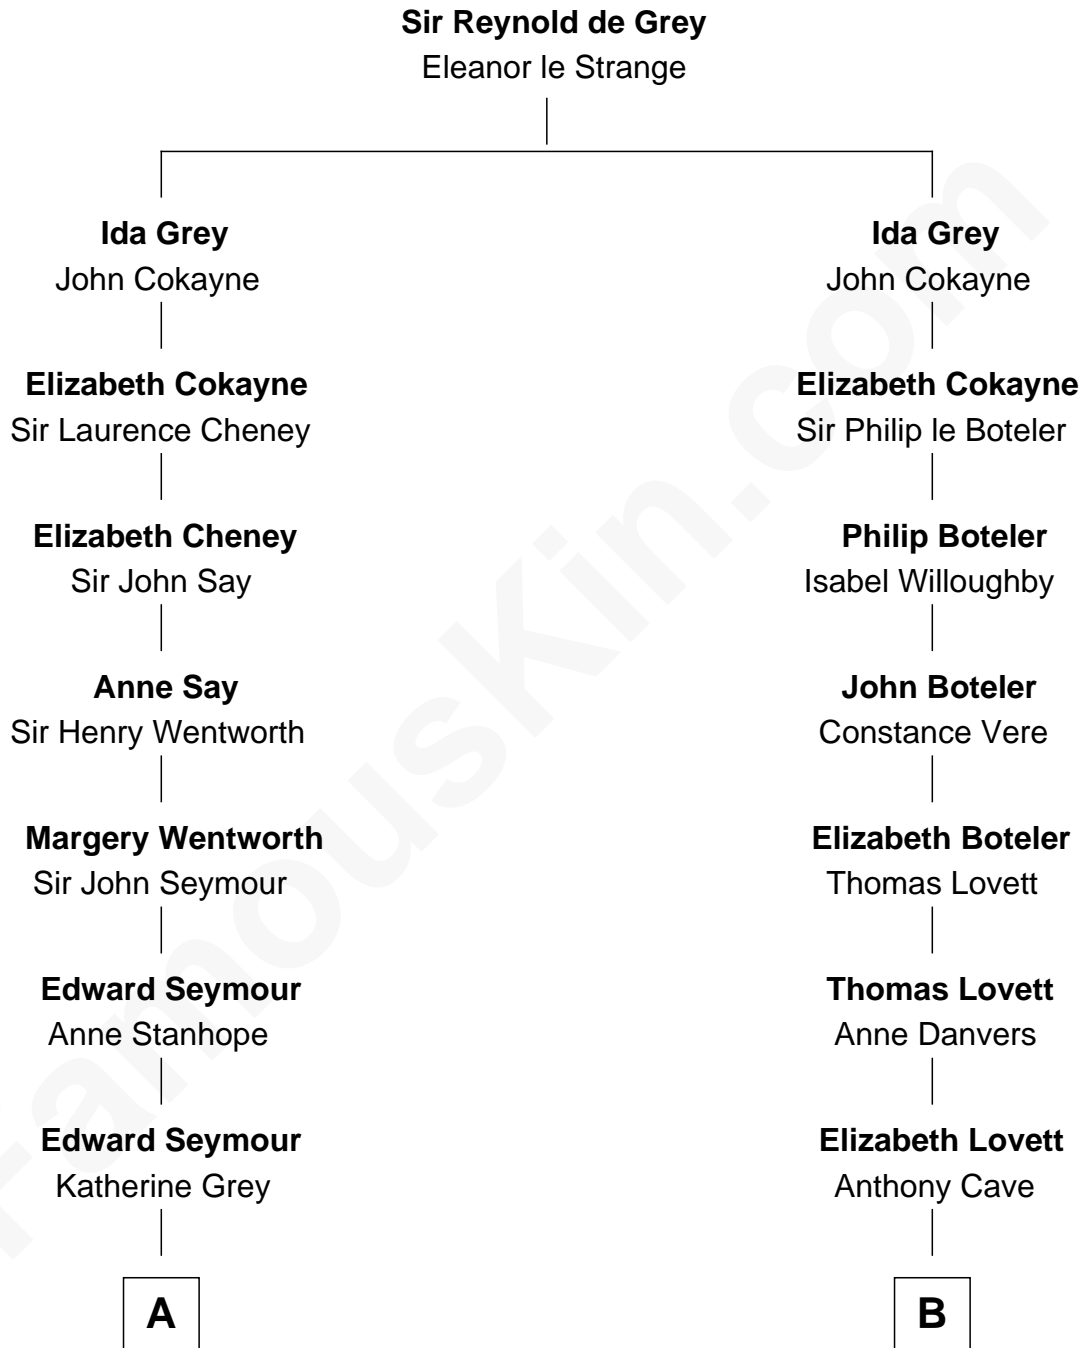 Sir Reynold de Grey
Eleanor le Strange
Ida Grey
John Cokayne
Ida Grey
John Cokayne
Elizabeth Cokayne
Sir Laurence Cheney
Elizabeth Cokayne
Sir Philip le Boteler
Elizabeth Cheney
Sir John Say
Philip Boteler
Isabel Willoughby
Anne Say
Sir Henry Wentworth
John Boteler
Constance Vere
Margery Wentworth
Sir John Seymour
Elizabeth Boteler
Thomas Lovett
Edward Seymour
Anne Stanhope
Thomas Lovett
Anne Danvers
Edward Seymour
Katherine Grey
Elizabeth Lovett
Anthony Cave
A
B
FamousKin.com